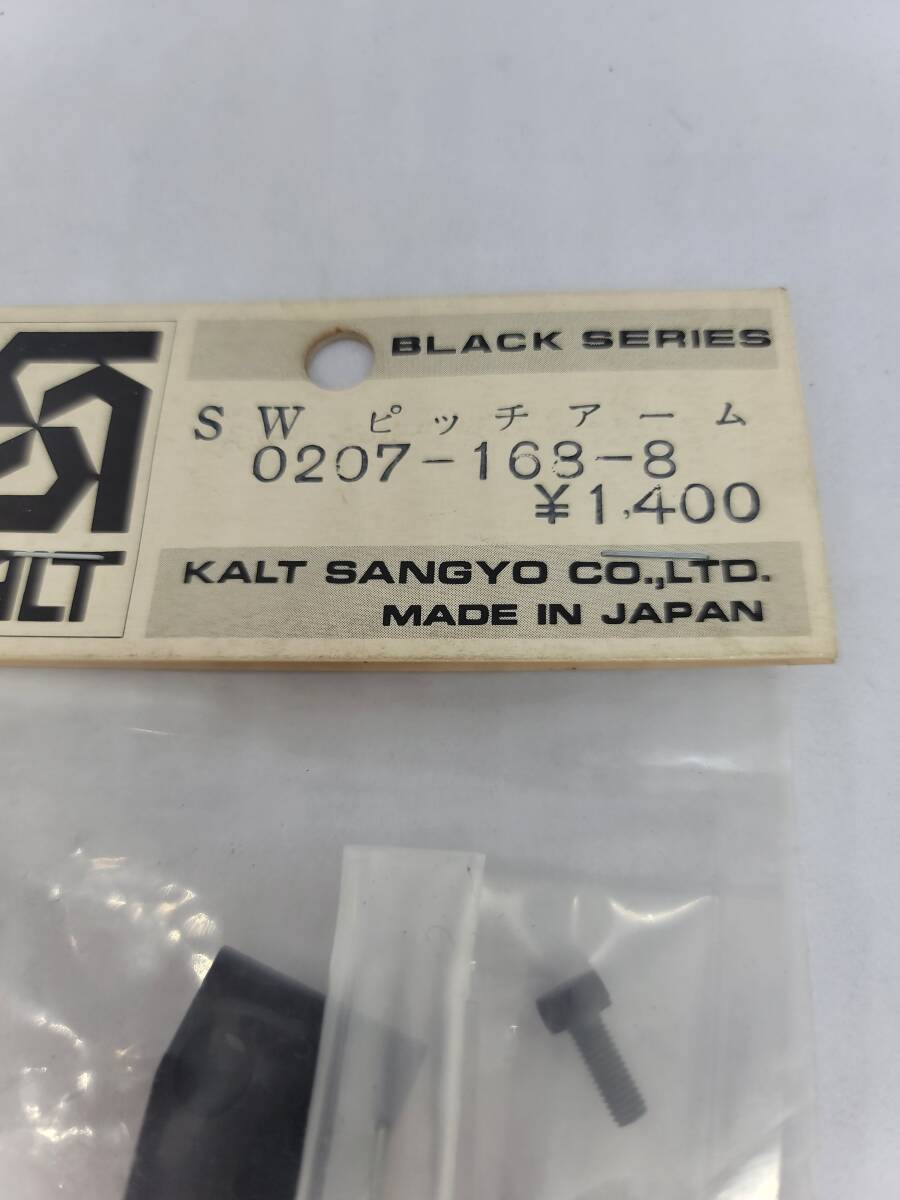 BLACK SERIES
SW ピッチアーム
0207-168-8
¥1,400
ALT
KALT SANGYO CO.,LTD.
MADE IN JAPAN